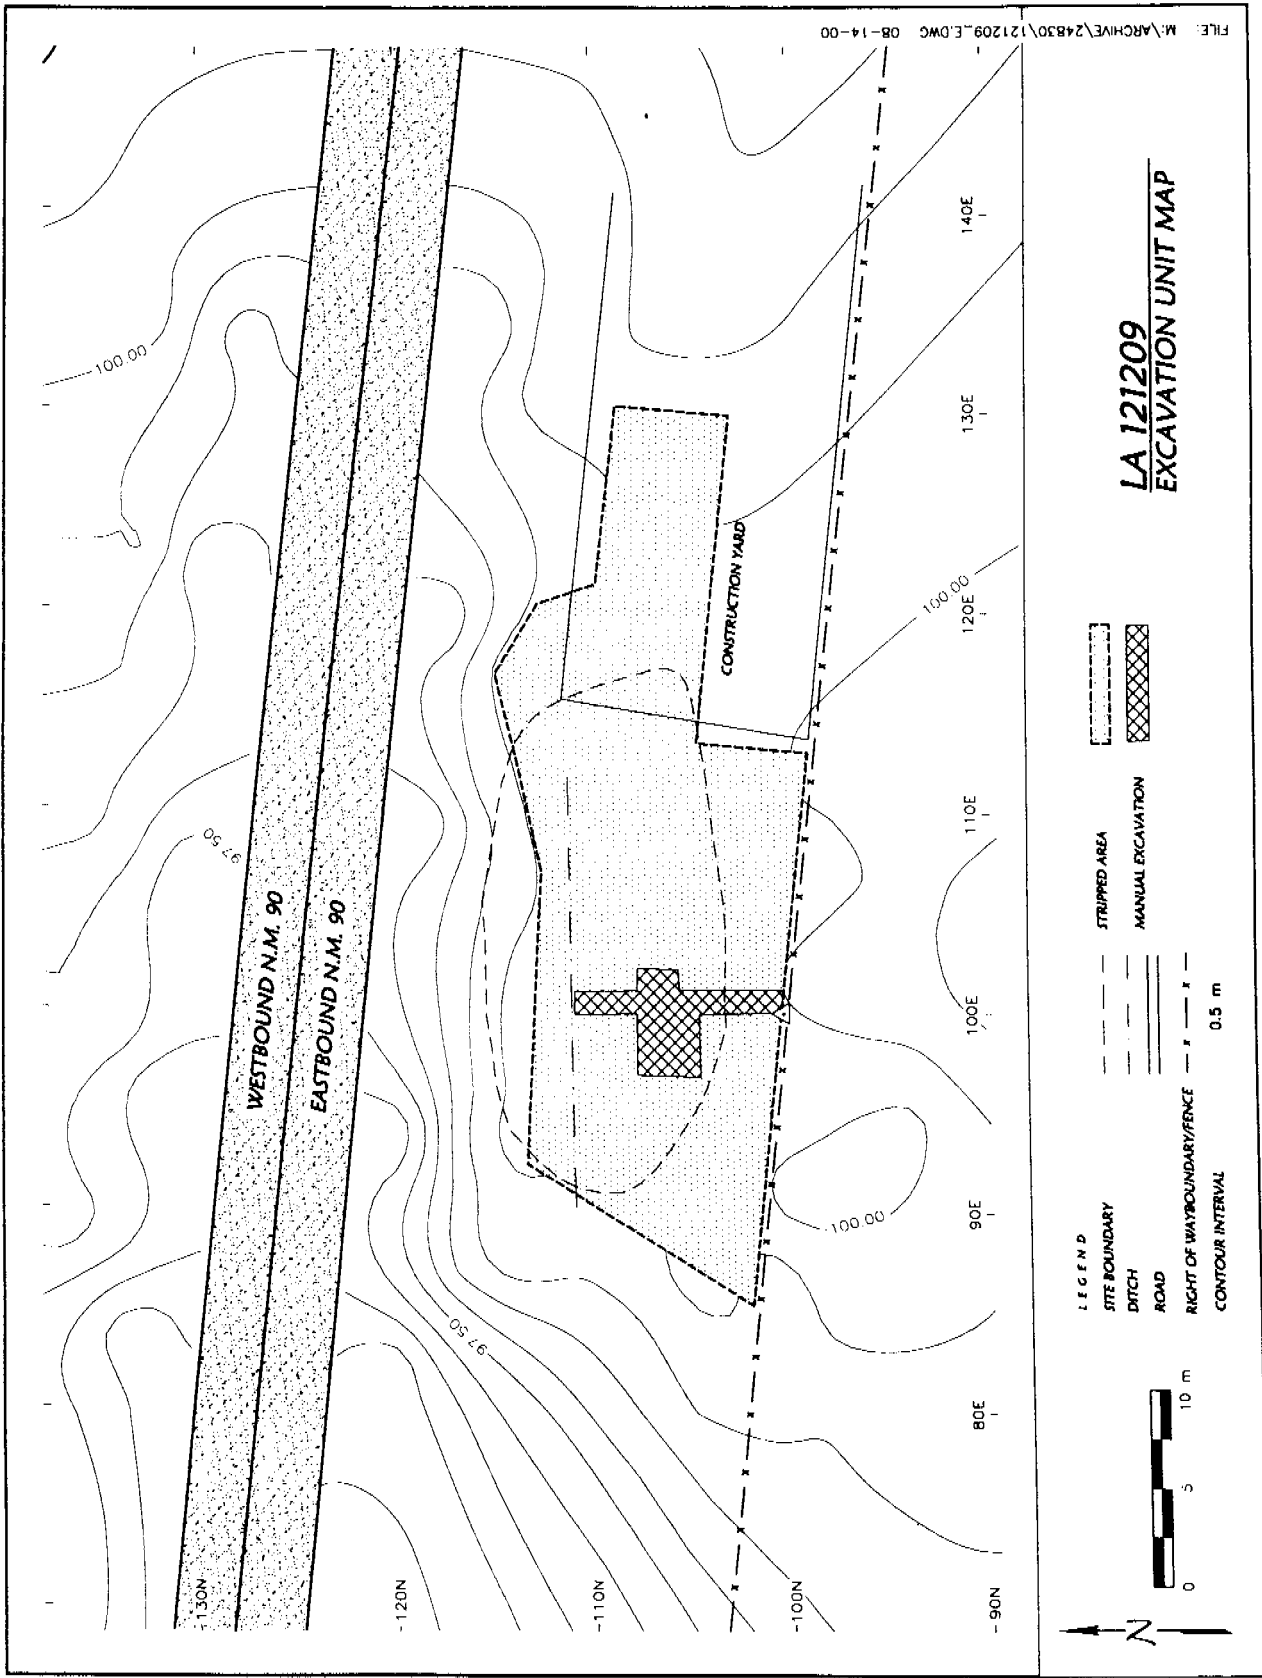 WESTBOUND N.M. 90
EASTBOUND N.M. 90
CONSTRUCTION YARD
100.00
97.50
97.50
100.00
100.00
130N
120N
110N
100N
90N
80E
90E
100E
110E
120E
130E
140E
N
0 5 10 m
LEGEND
SITE BOUNDARY
DITCH
ROAD
RIGHT OF WAYBOUNDARY/FENCE
CONTOUR INTERVAL 0.5 m
STRIPPED AREA
MANUAL EXCAVATION
LA 121209
EXCAVATION UNIT MAP
FILE: M:\ARCHIVE\24830\121209_E.DWG 08-14-00